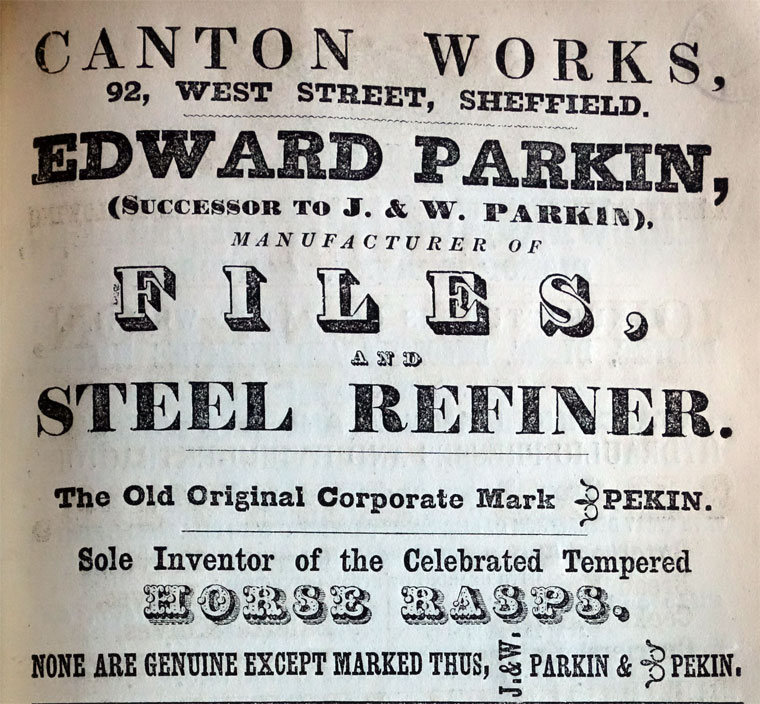 CANTON WORKS,
92, WEST STREET, SHEFFIELD.
EDWARD PARKIN,
(SUCCESSOR TO J. & W. PARKIN),
MANUFACTURER OF
FILES,
AND
STEEL REFINER.
The Old Original Corporate Mark PEKIN.
Sole Inventor of the Celebrated Tempered
HORSE RASPS.
NONE ARE GENUINE EXCEPT MARKED THUS, J.&W. PARKIN & PEKIN.